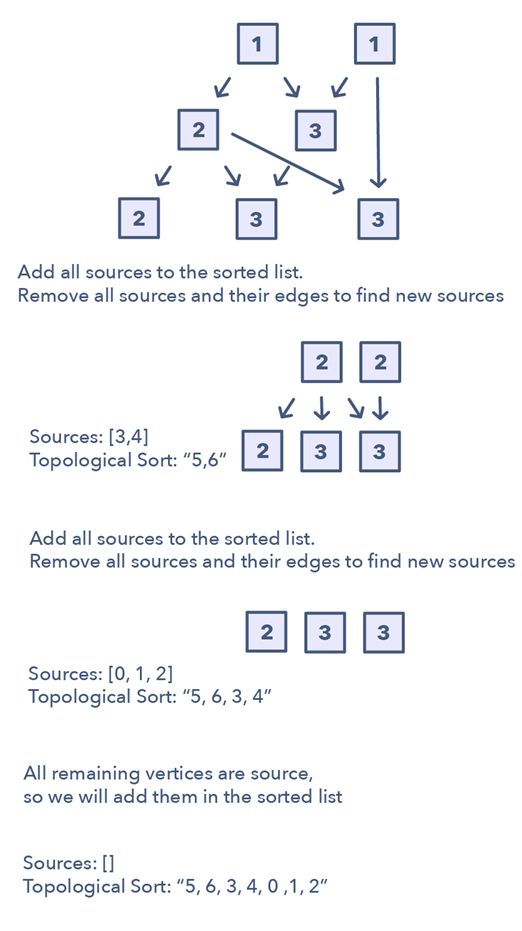 1 1
2 3
2 3 3
Add all sources to the sorted list.
Remove all sources and their edges to find new sources
2 2
Sources: [3,4]
Topological Sort: “5,6”
2 3 3
Add all sources to the sorted list.
Remove all sources and their edges to find new sources
2 3 3
Sources: [0, 1, 2]
Topological Sort: “5, 6, 3, 4”
All remaining vertices are source,
so we will add them in the sorted list
Sources: []
Topological Sort: “5, 6, 3, 4, 0 ,1, 2”